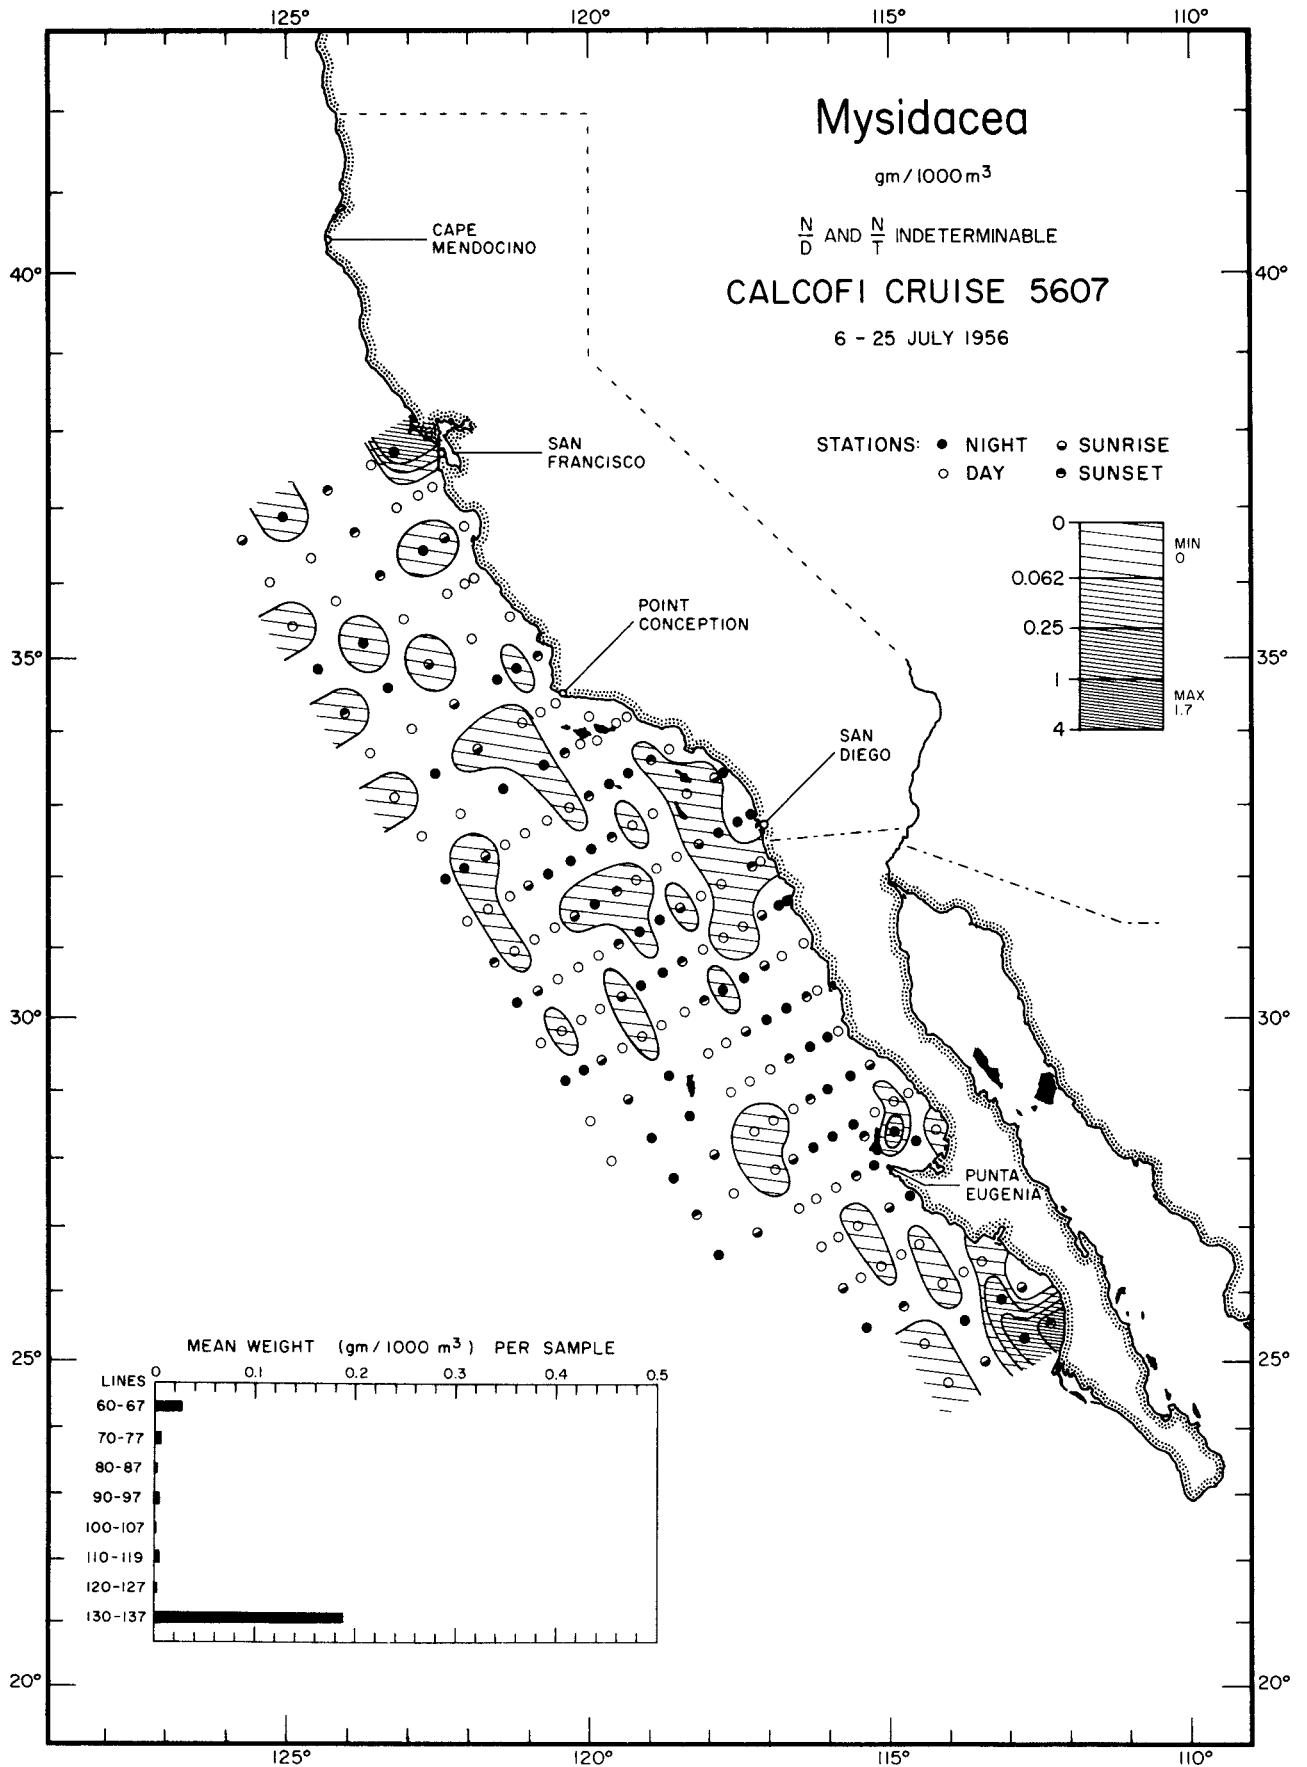 125° 120° 115° 110°
Mysidacea
gm/1000m³
N/D AND N/T INDETERMINABLE
CALCOFI CRUISE 5607
6 - 25 JULY 1956
CAPE
MENDOCINO
40° 40°
STATIONS: ● NIGHT ◒ SUNRISE
○ DAY ◓ SUNSET
SAN
FRANCISCO
0
MIN
0
0.062
0.25
1
MAX
1.7
4
POINT
CONCEPTION
35° 35°
SAN
DIEGO
30° 30°
PUNTA
EUGENIA
25° 25°
MEAN WEIGHT (gm/1000 m³) PER SAMPLE
0 0.1 0.2 0.3 0.4 0.5
LINES
60-67
70-77
80-87
90-97
100-107
110-119
120-127
130-137
20° 20°
125° 120° 115° 110°